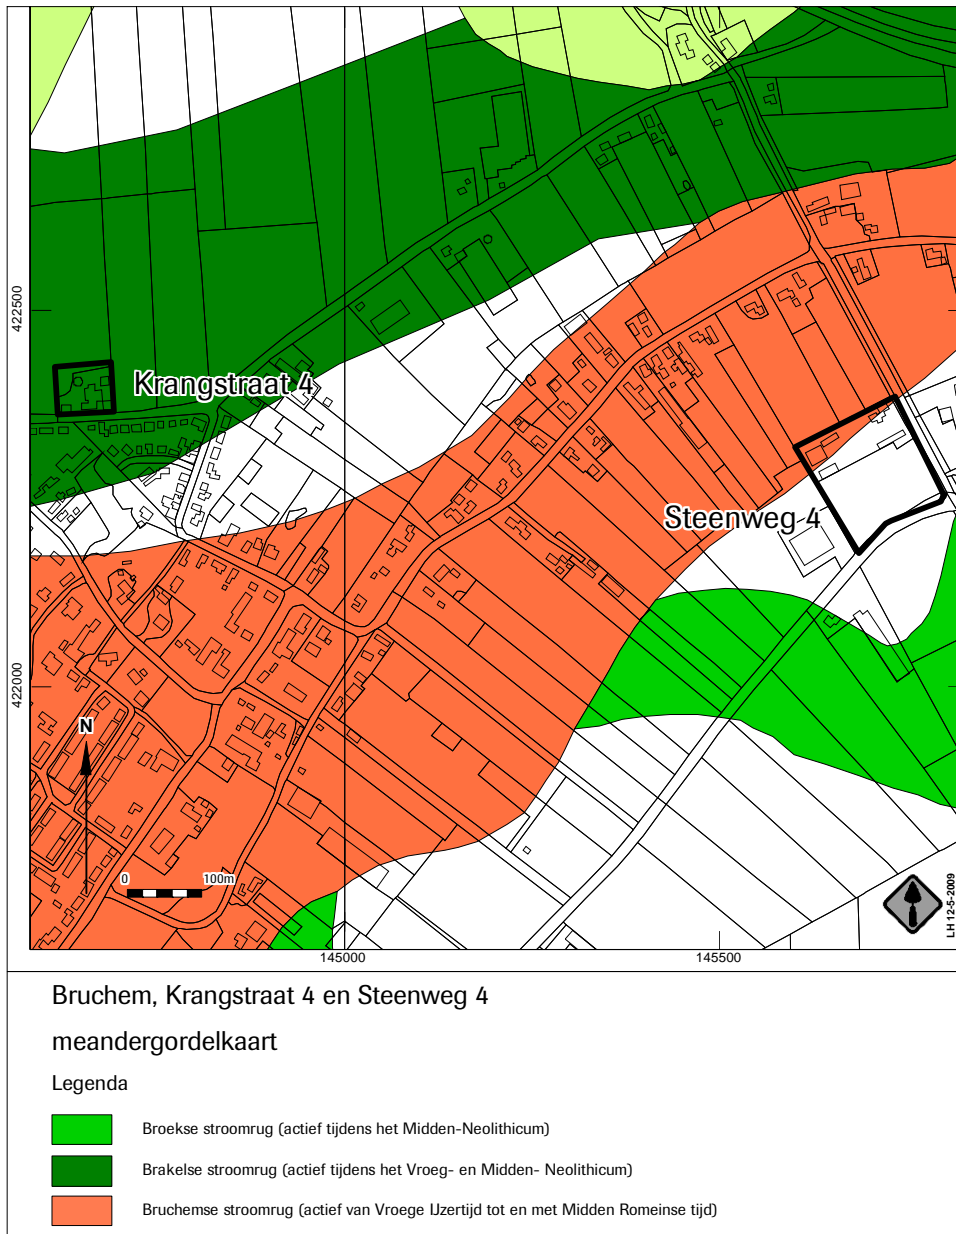 422500
Krangstraat 4
Steenweg 4
422000
N
0 100m
LH 12-5-2009
145000 145500
Bruchem, Krangstraat 4 en Steenweg 4
meandergordelkaart
Legenda
Broekse stroomrug (actief tijdens het Midden-Neolithicum)
Brakelse stroomrug (actief tijdens het Vroeg- en Midden- Neolithicum)
Bruchemse stroomrug (actief van Vroege IJzertijd tot en met Midden Romeinse tijd)